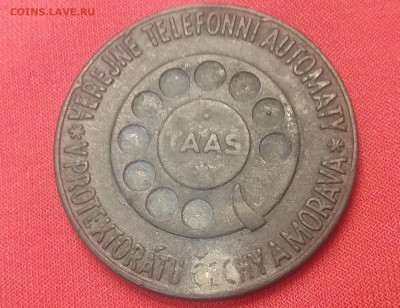 COINS.LAVE.RU
VEŘEJNÉ TELEFONNÍ AUTOMATY
* V PROTEKTORÁTU ČECHY A MORAVA *
TAAS